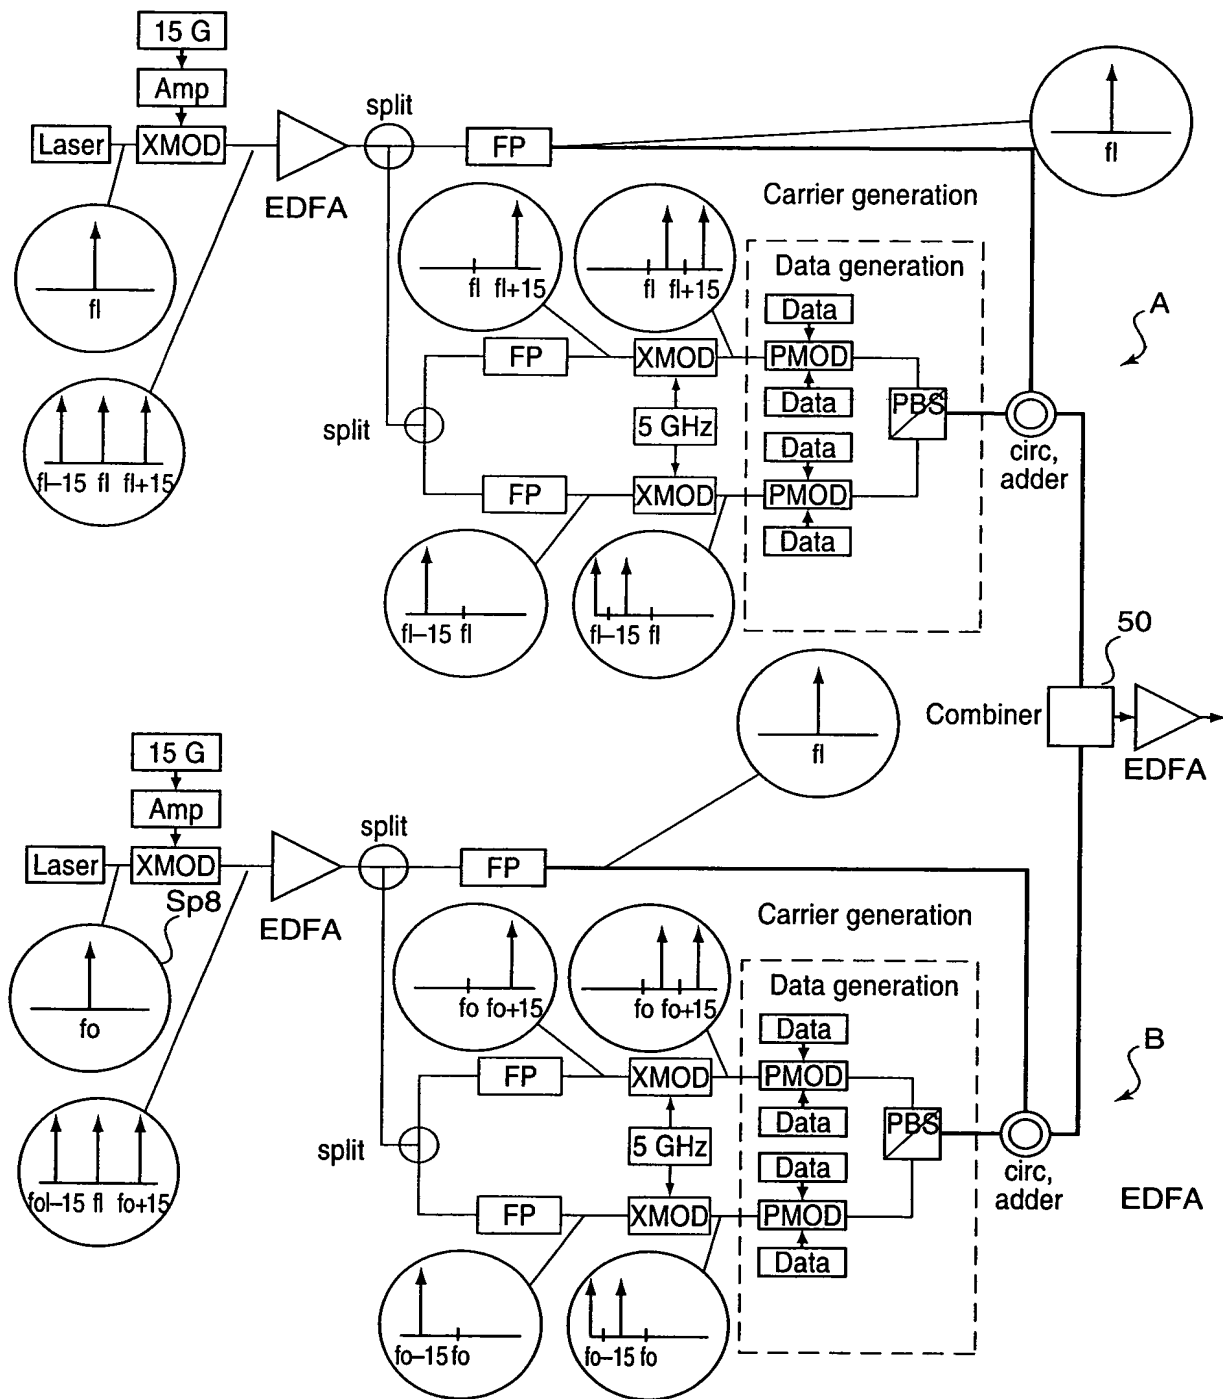 15 G
Amp
Laser
XMOD
EDFA
split
FP
fl
fl
fl–15 fl fl+15
fl fl+15
fl fl+15
Carrier generation
Data generation
Data
FP
XMOD
PMOD
Data
split
5 GHz
PBS
Data
circ,
adder
A
FP
XMOD
PMOD
Data
fl–15 fl
fl–15 fl
50
Combiner
EDFA
fl
15 G
Amp
Laser
XMOD
Sp8
EDFA
split
FP
fo
fol–15 fl fo+15
fo fo+15
fo fo+15
Carrier generation
Data generation
Data
FP
XMOD
PMOD
Data
split
5 GHz
PBS
Data
circ,
adder
B
EDFA
FP
XMOD
PMOD
Data
fo–15 fo
fo–15 fo